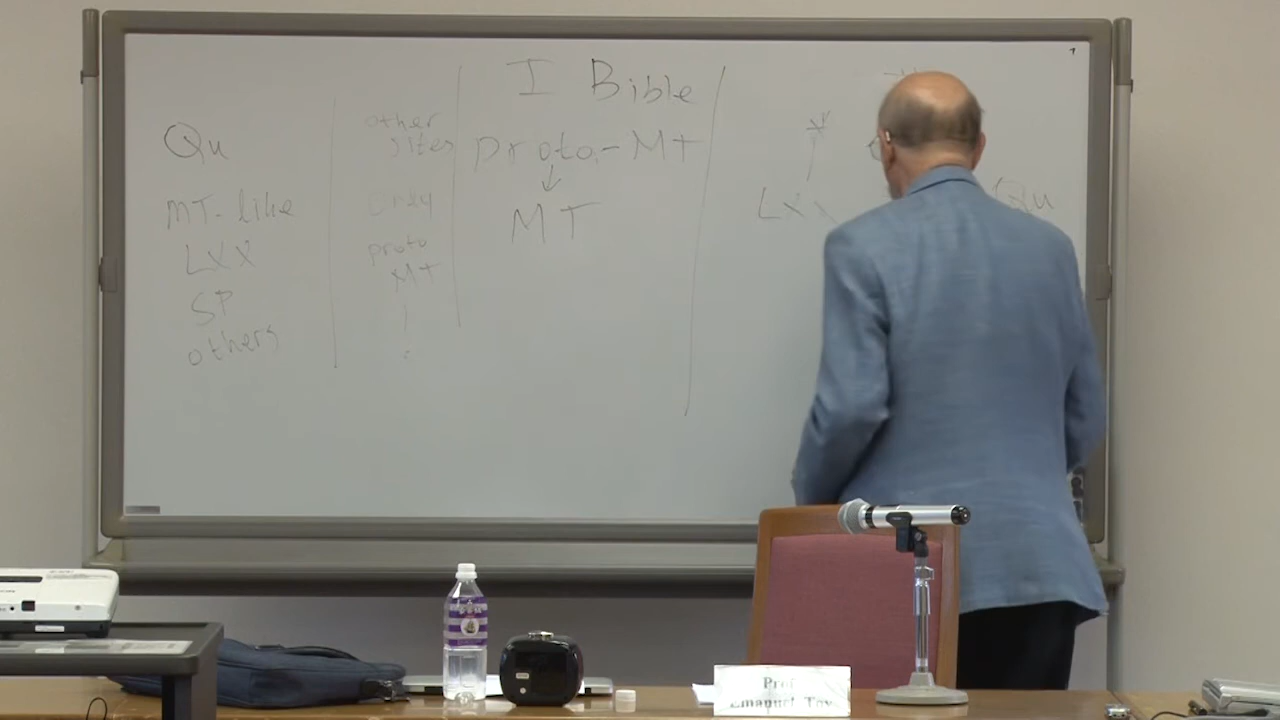 I Bible
Qu
MT-like
LXX
SP
others
other
sites
only
proto
MT
?
Proto-MT
↓
MT
*
LXX
Qu
Prof
Emanuel Tov